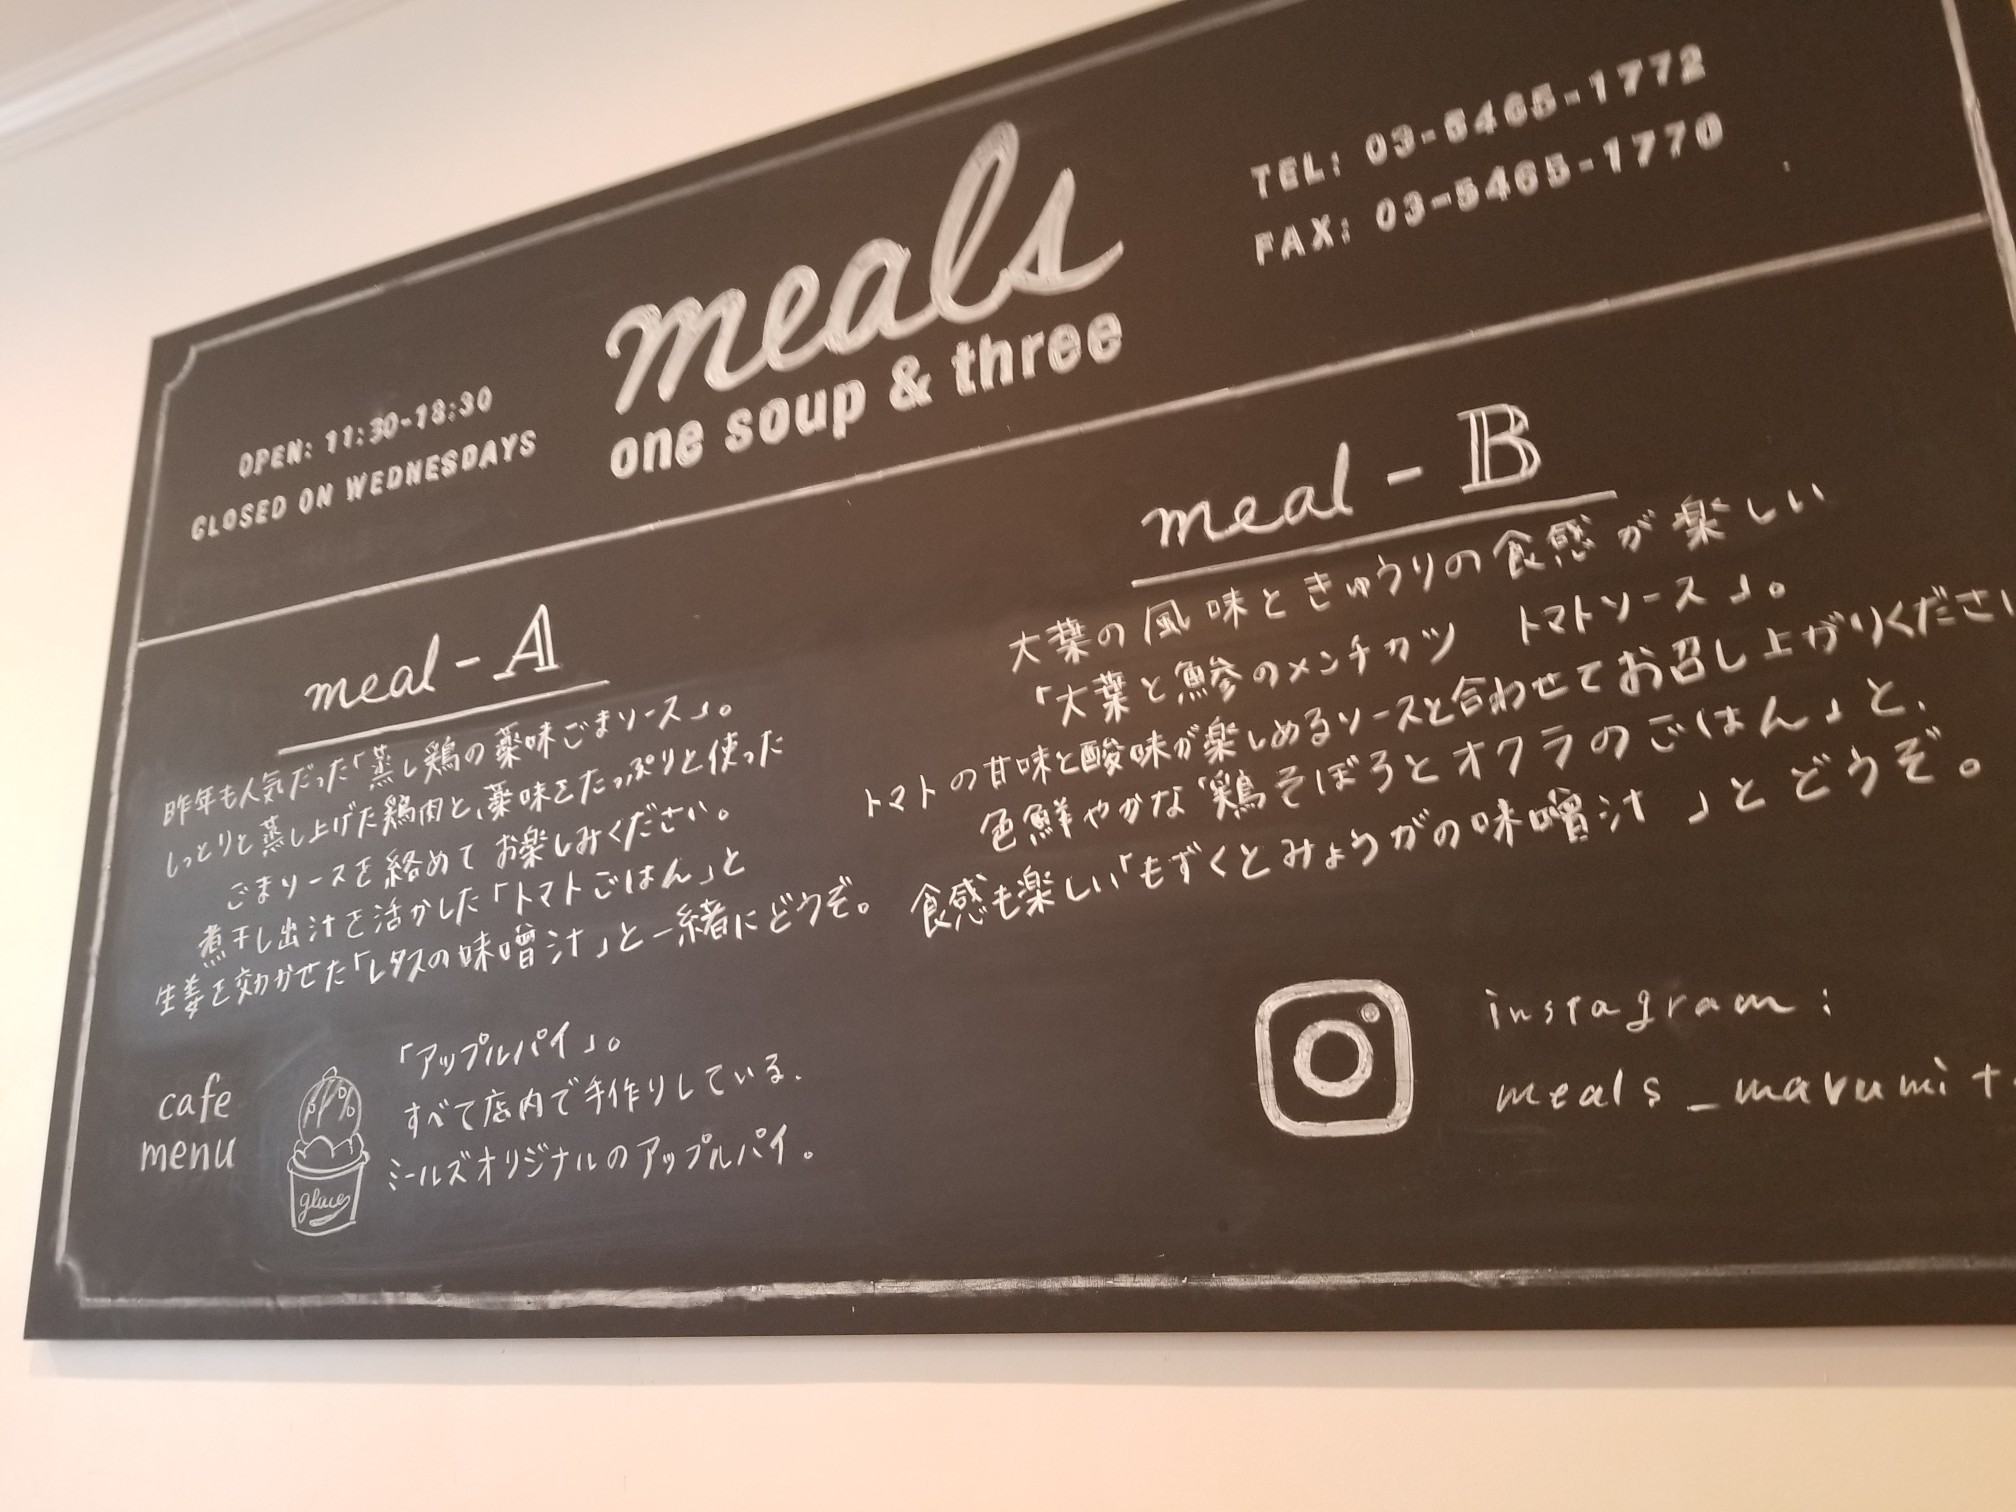 OPEN: 11:30-18:30
CLOSED ON WEDNESDAYS
meals
one soup & three
TEL: 03-5465-1772
FAX: 03-5465-1770
meal-A
昨年も人気だった「蒸し鶏の薬味ごまソース」。
しっとりと蒸し上げた鶏肉と、薬味をたっぷりと使った
ごまソースを絡めてお楽しみください。
煮干し出汁を活かした「トマトごはん」と
生姜を効かせた「レタスの味噌汁」と一緒にどうぞ。
meal-B
大葉の風味ときゅうりの食感が楽しい
「大葉と鯵のメンチカツ トマトソース」。
トマトの甘味と酸味が楽しめるソースと合わせてお召し上がりください
色鮮やかな「鶏そぼろとオクラのごはん」と、
食感も楽しい「もずくとみょうがの味噌汁」とどうぞ。
cafe
menu
glaces
「アップルパイ」。
すべて店内で手作りしている、
ミールズオリジナルのアップルパイ。
instagram:
meals_marumit